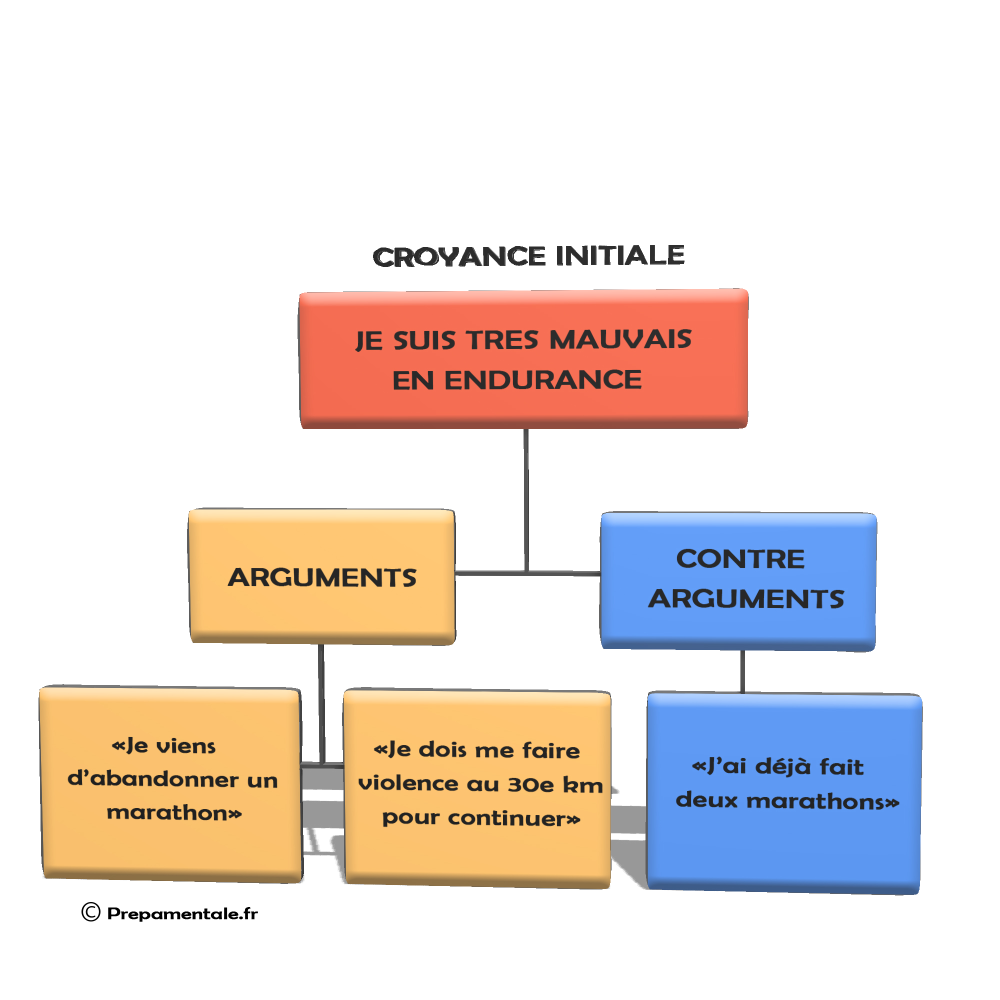 CROYANCE INITIALE
JE SUIS TRES MAUVAIS
EN ENDURANCE
ARGUMENTS
CONTRE
ARGUMENTS
«Je viens
d’abandonner un
marathon»
«Je dois me faire
violence au 30e km
pour continuer»
«J’ai déjà fait
deux marathons»
© Prepamentale.fr